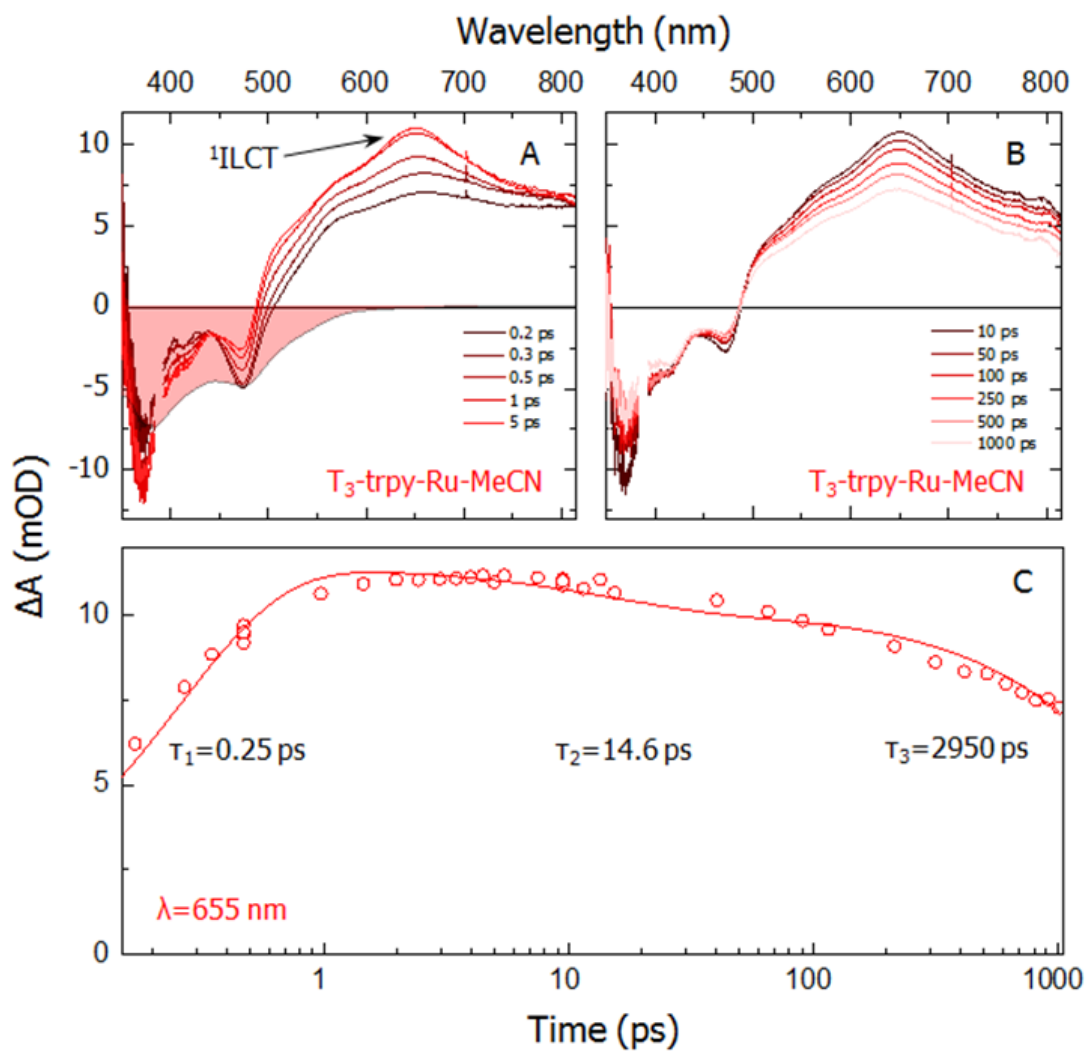 Wavelength (nm)
400 500 600 700 800
400 500 600 700 800
10
5
0
-5
-10
¹ILCT
A
0.2 ps
0.3 ps
0.5 ps
1 ps
5 ps
T₃-trpy-Ru-MeCN
B
10 ps
50 ps
100 ps
250 ps
500 ps
1000 ps
T₃-trpy-Ru-MeCN
ΔA (mOD)
10
5
0
C
τ₁=0.25 ps
τ₂=14.6 ps
τ₃=2950 ps
λ=655 nm
1 10 100 1000
Time (ps)